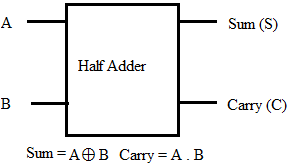 A Sum (S)
Half Adder
B Carry (C)
Sum = A⊕B Carry = A . B